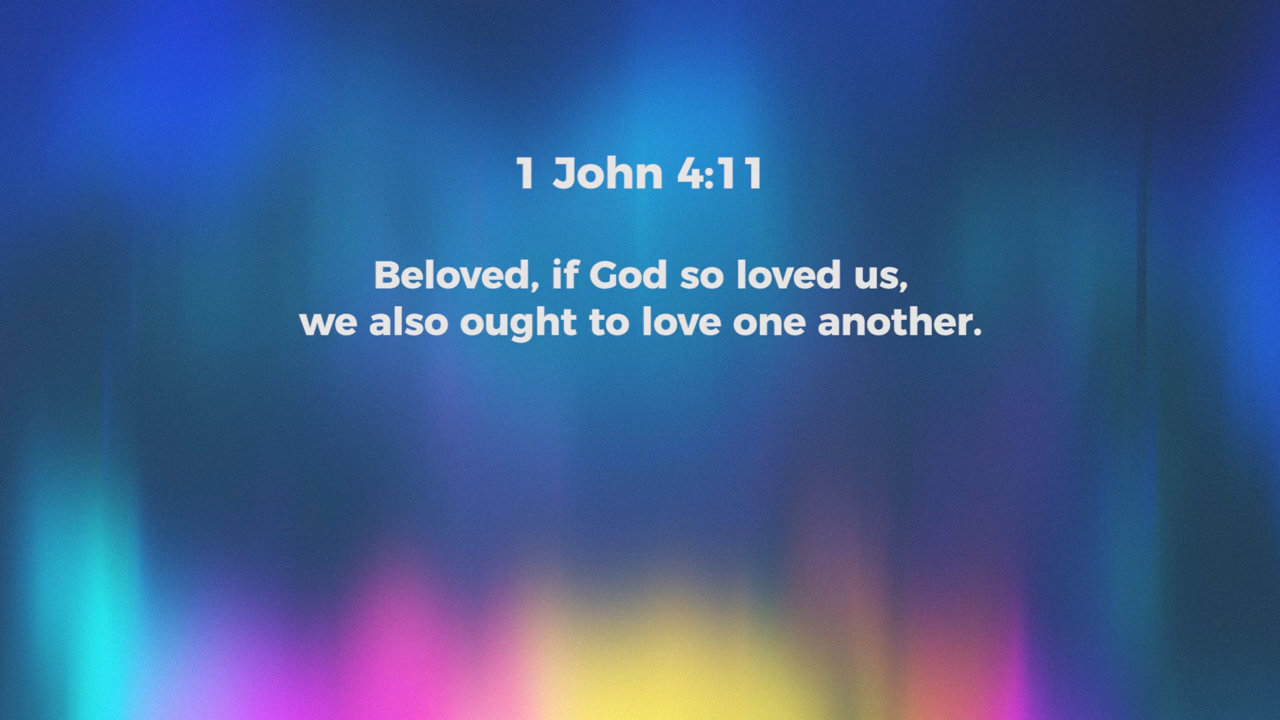 1 John 4:11
Beloved, if God so loved us,
we also ought to love one another.